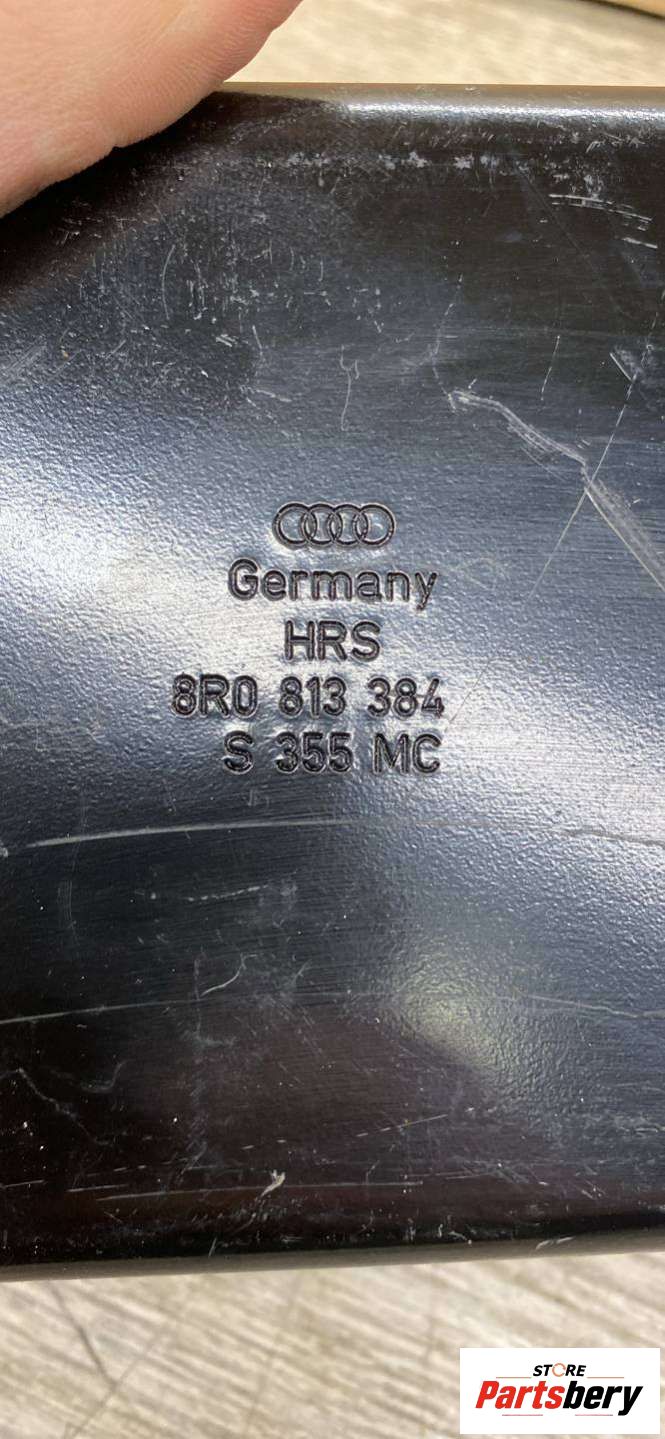 Germany
HRS
8R0 813 384
S 355 MC
STORE
Partsbery